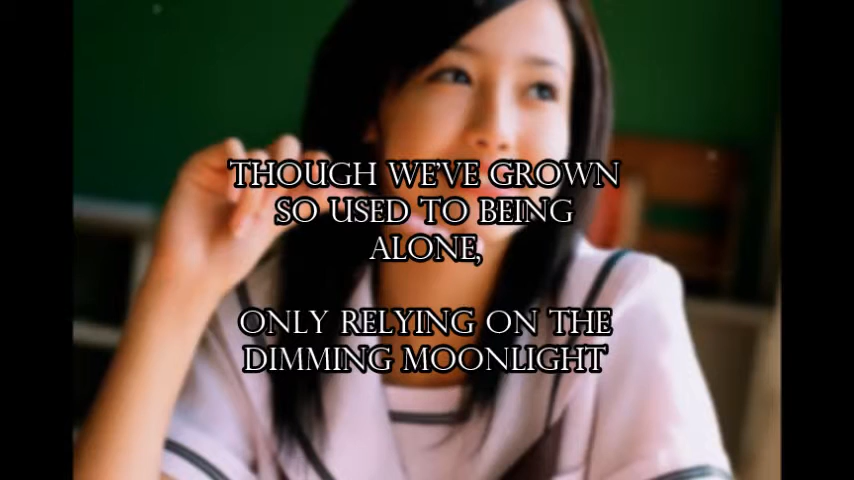 THOUGH WE'VE GROWN
SO USED TO BEING
ALONE,
ONLY RELYING ON THE
DIMMING MOONLIGHT